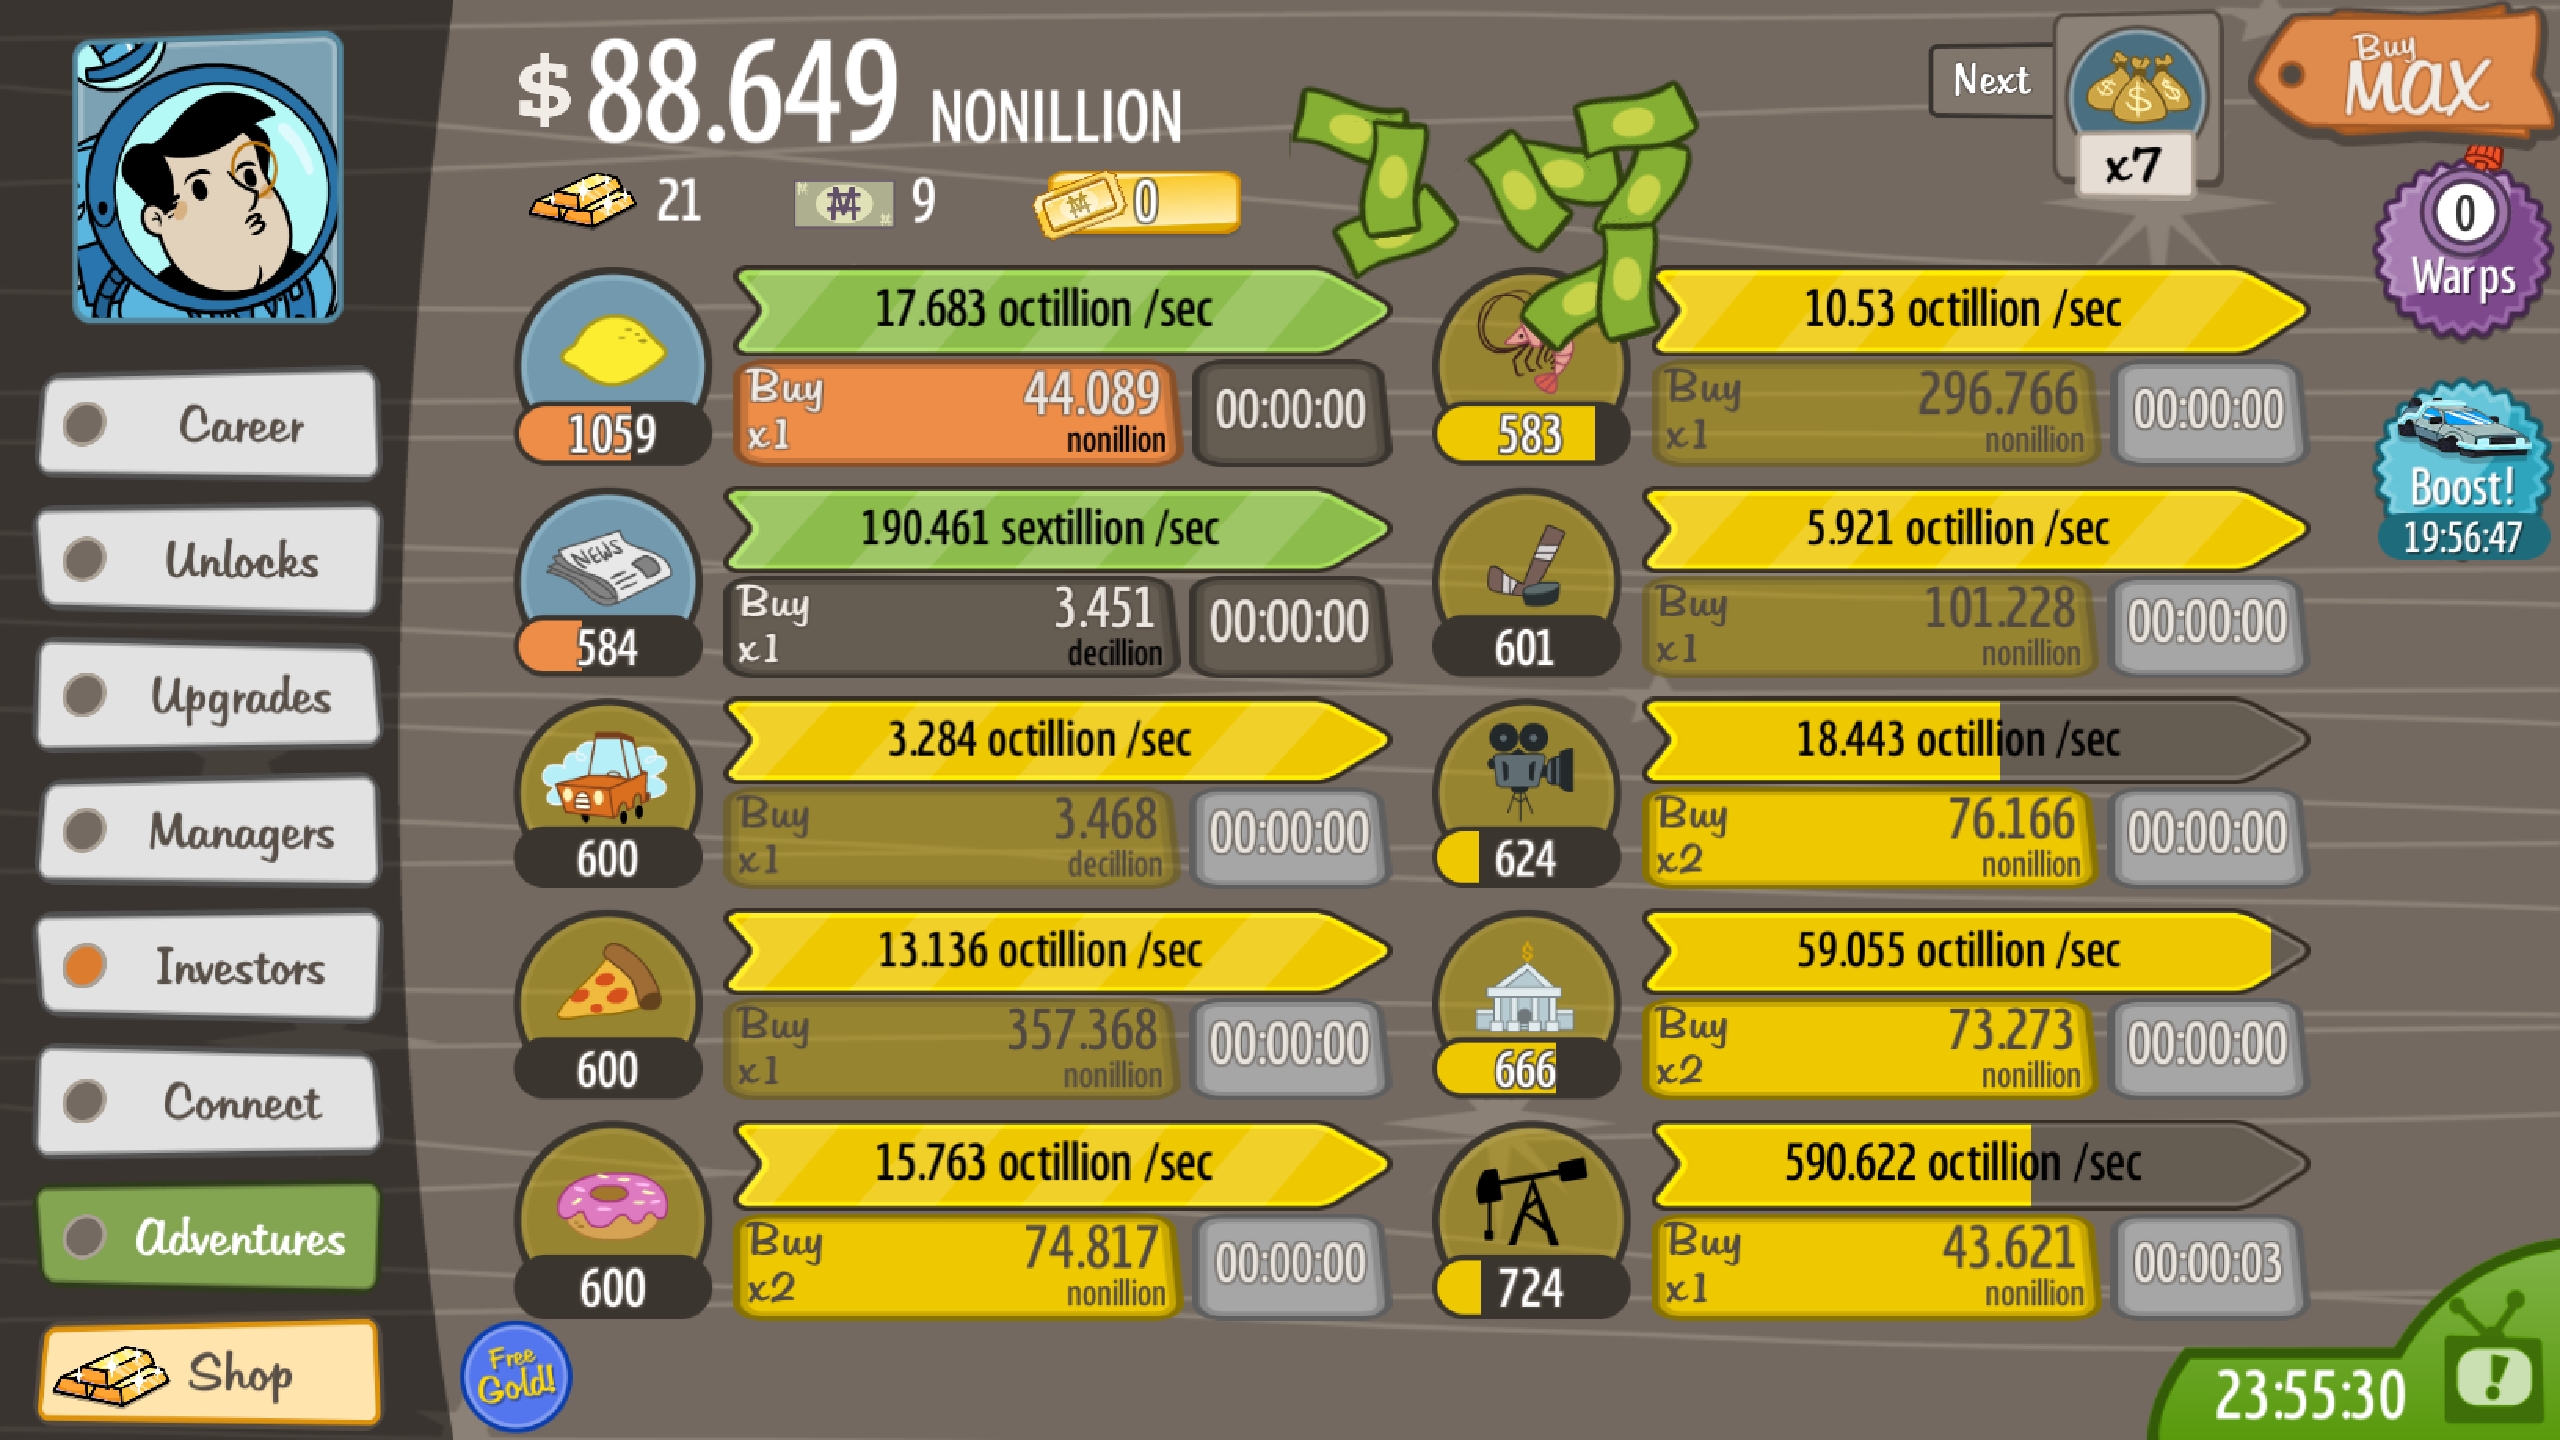 $88.649 NONILLION
21
9
0
Next
x7
Buy
MAX
0
Warps
Boost!
19:56:47
Career
Unlocks
Upgrades
Managers
Investors
Connect
Adventures
Shop
17.683 octillion /sec
1059
Buy
x1
44.089
nonillion
00:00:00
NEWS
190.461 sextillion /sec
584
Buy
x1
3.451
decillion
00:00:00
3.284 octillion /sec
600
Buy
x1
3.468
decillion
00:00:00
13.136 octillion /sec
600
Buy
x1
357.368
nonillion
00:00:00
15.763 octillion /sec
600
Buy
x2
74.817
nonillion
00:00:00
10.53 octillion /sec
583
Buy
x1
296.766
nonillion
00:00:00
5.921 octillion /sec
601
Buy
x1
101.228
nonillion
00:00:00
18.443 octillion /sec
624
Buy
x2
76.166
nonillion
00:00:00
59.055 octillion /sec
666
Buy
x2
73.273
nonillion
00:00:00
590.622 octillion /sec
724
Buy
x1
43.621
nonillion
00:00:03
Free
Gold!
23:55:30
!